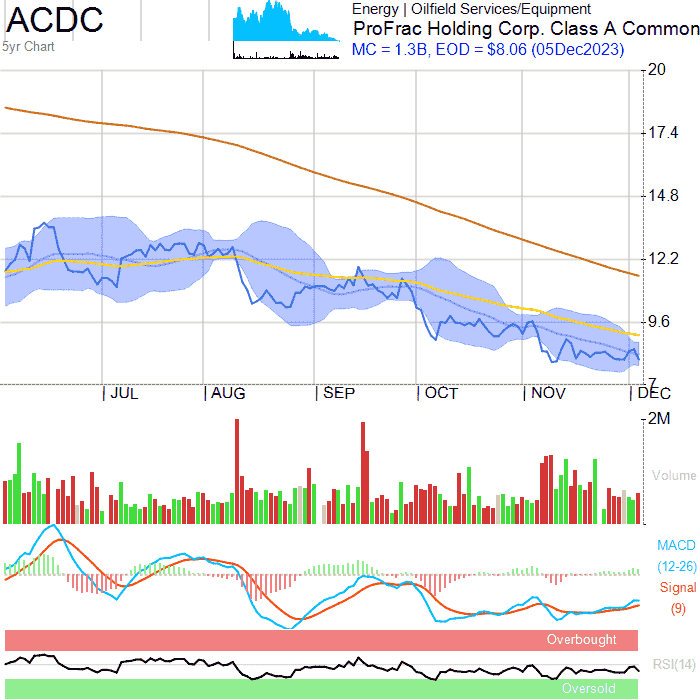 ACDC
5yr Chart
Energy | Oilfield Services/Equipment
ProFrac Holding Corp. Class A Common
MC = 1.3B, EOD = $8.06 (05Dec2023)
20
17.4
14.8
12.2
9.6
7
JUL
AUG
SEP
OCT
NOV
DEC
2M
Volume
MACD
(12-26)
Signal
(9)
Overbought
RSI(14)
Oversold